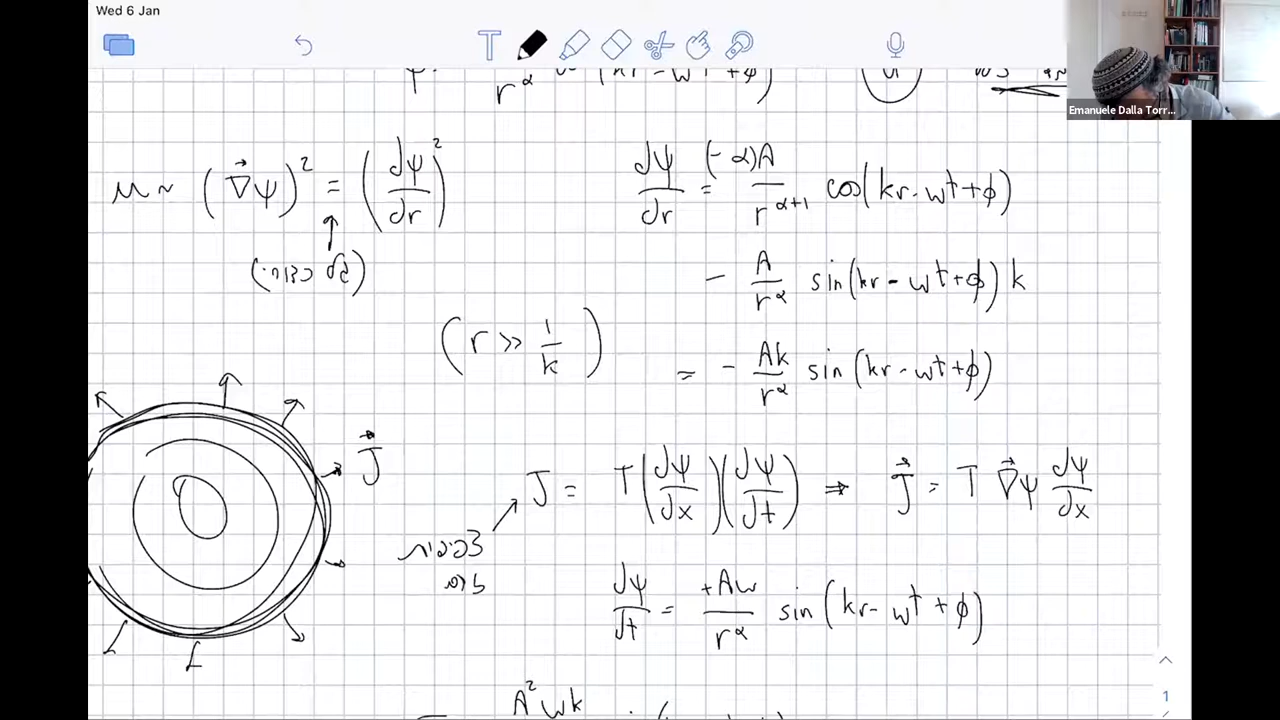 Wed 6 Jan
Emanuele Dalla Torr...
r^α (kr - ωt + φ)
u ~ (∇⃗ψ)² = (dψ/dr)²
dψ/dr = (-α)A/r^(α+1) cos(kr - ωt + φ)
- A/r^α sin(kr - ωt + φ) k
(r >> 1/k)
≈ - Ak/r^α sin(kr - ωt + φ)
J⃗
J = T(dψ/dx)(dψ/dt) ⇒ J⃗ = T ∇⃗ψ dψ/dx
dψ/dt = +Aω/r^α sin(kr - ωt + φ)
A²ωk
1